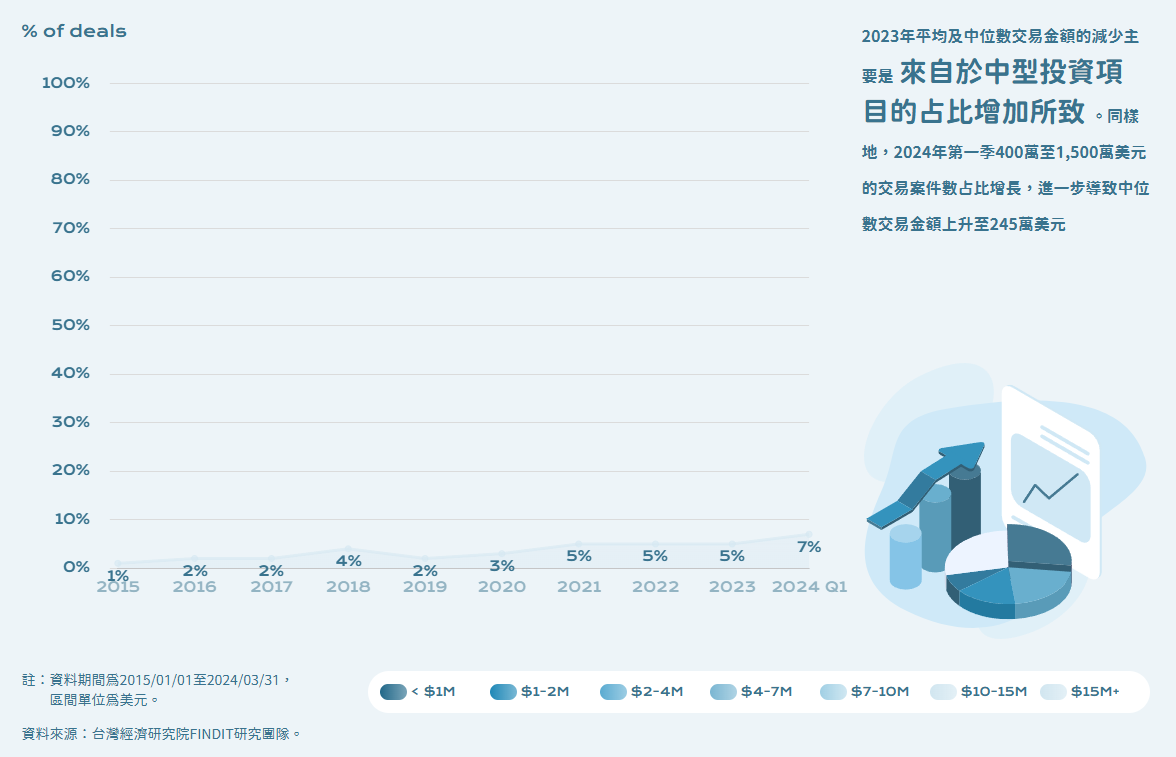 % of deals
100%
90%
80%
70%
60%
50%
40%
30%
20%
10%
0%
1%
2%
2%
4%
2%
3%
5%
5%
5%
7%
2015
2016
2017
2018
2019
2020
2021
2022
2023
2024 Q1
2023年平均及中位數交易金額的減少主
要是 來自於中型投資項
目的占比增加所致 。同樣
地，2024年第一季400萬至1,500萬美元
的交易案件數占比增長，進一步導致中位
數交易金額上升至245萬美元
註：資料期間為2015/01/01至2024/03/31，
區間單位為美元。
資料來源：台灣經濟研究院FINDIT研究團隊。
< $1M
$1-2M
$2-4M
$4-7M
$7-10M
$10-15M
$15M+